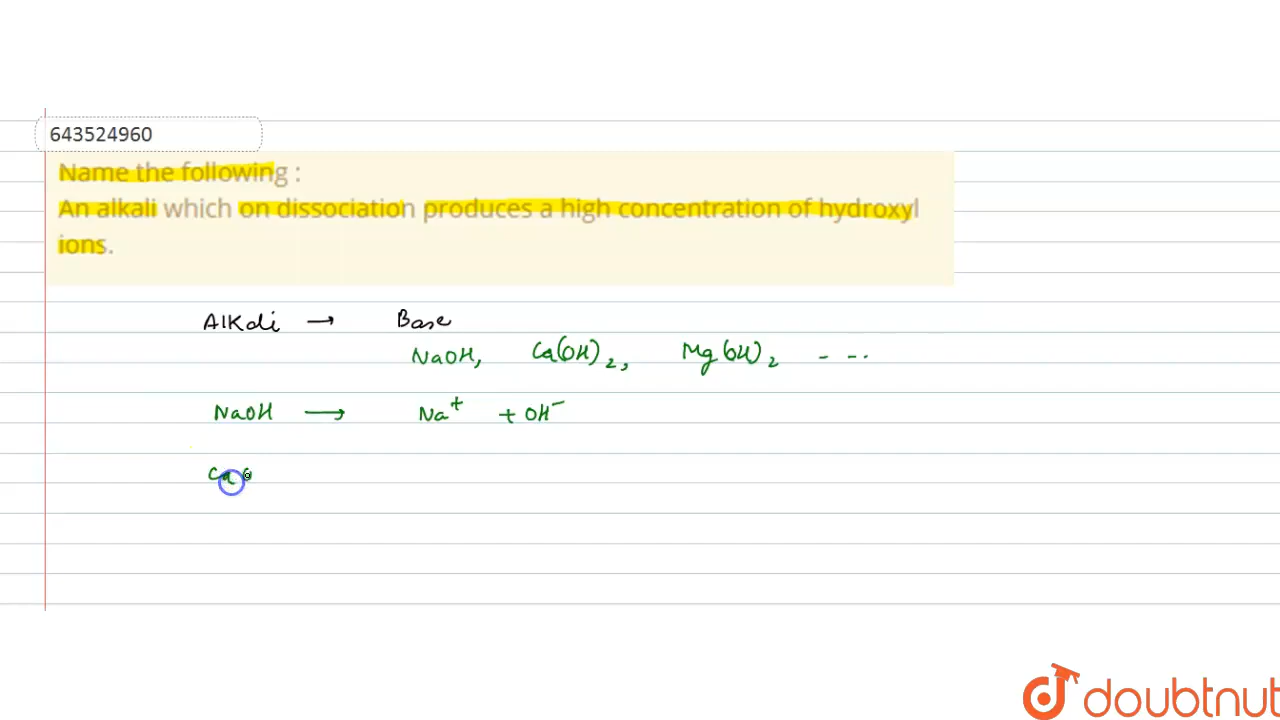 643524960
Name the following :
An alkali which on dissociation produces a high concentration of hydroxyl
ions.
Alkali → Base
NaOH, Ca(OH)₂, Mg(OH)₂ - - - . .
NaOH ⟶ Na⁺ + OH⁻
Ca
doubtnut